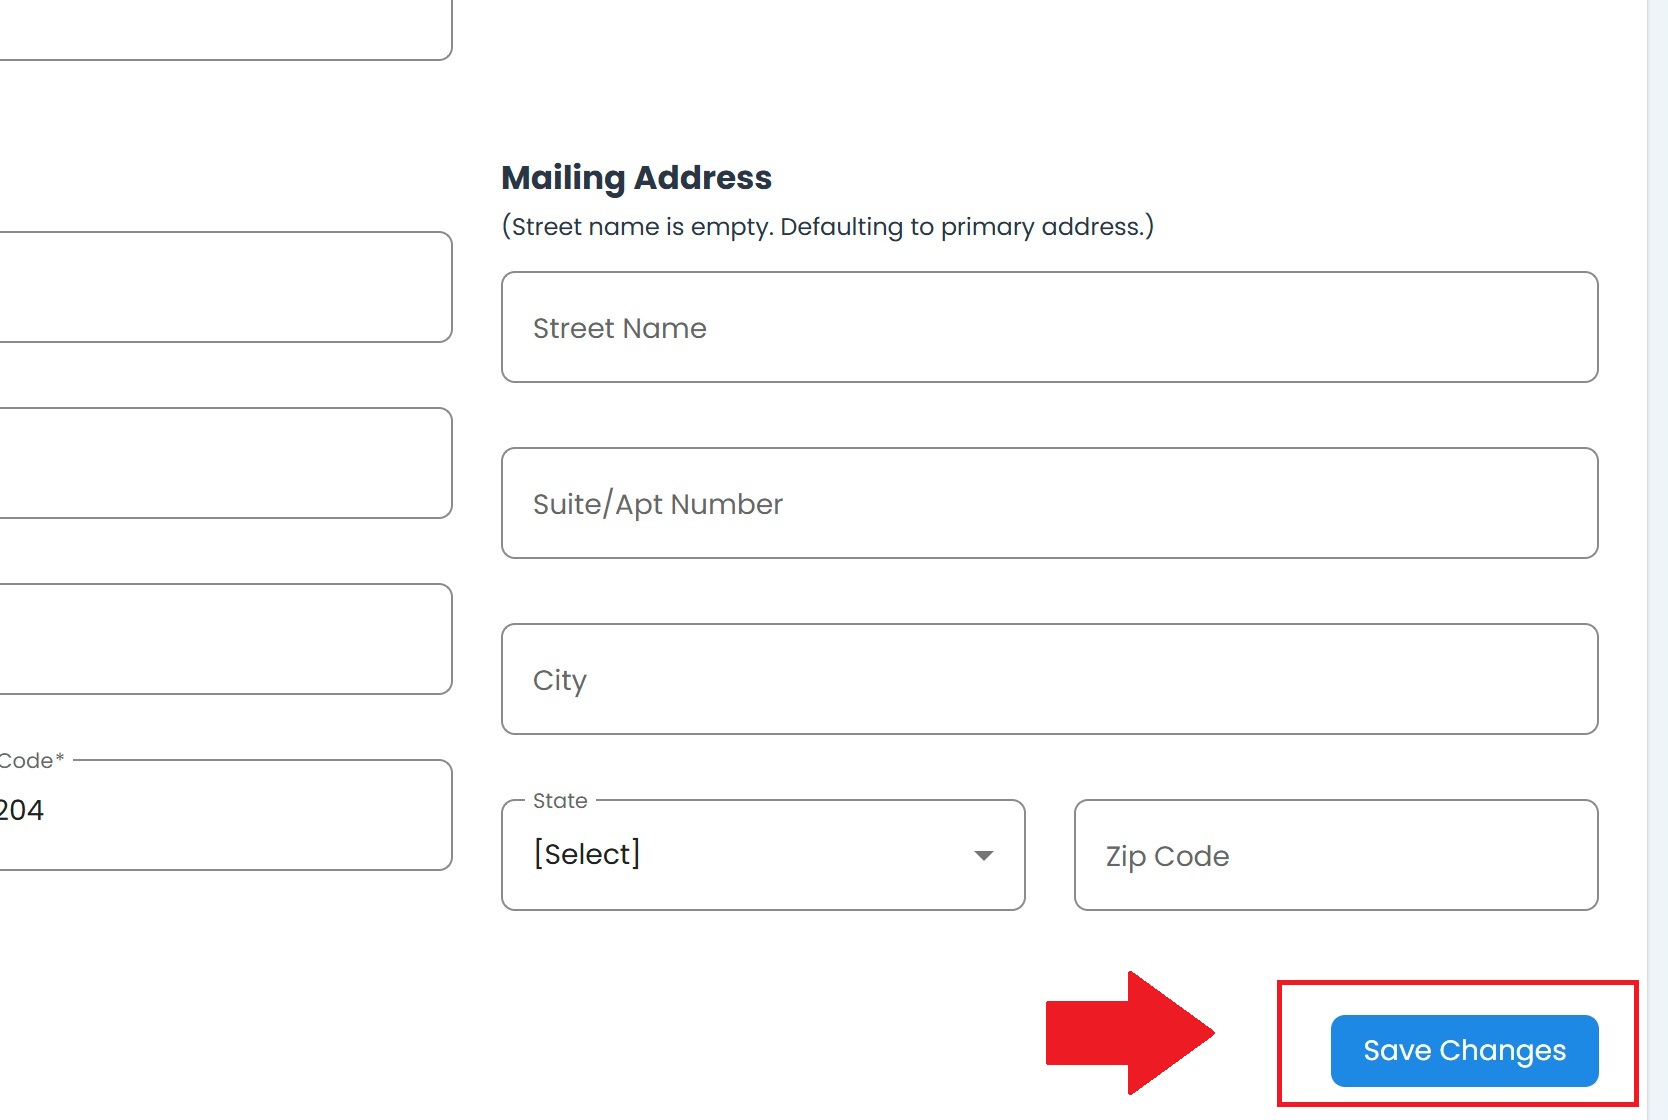 Mailing Address
(Street name is empty. Defaulting to primary address.)
Street Name
Suite/Apt Number
City
Code*
204
State
[Select]
Zip Code
Save Changes